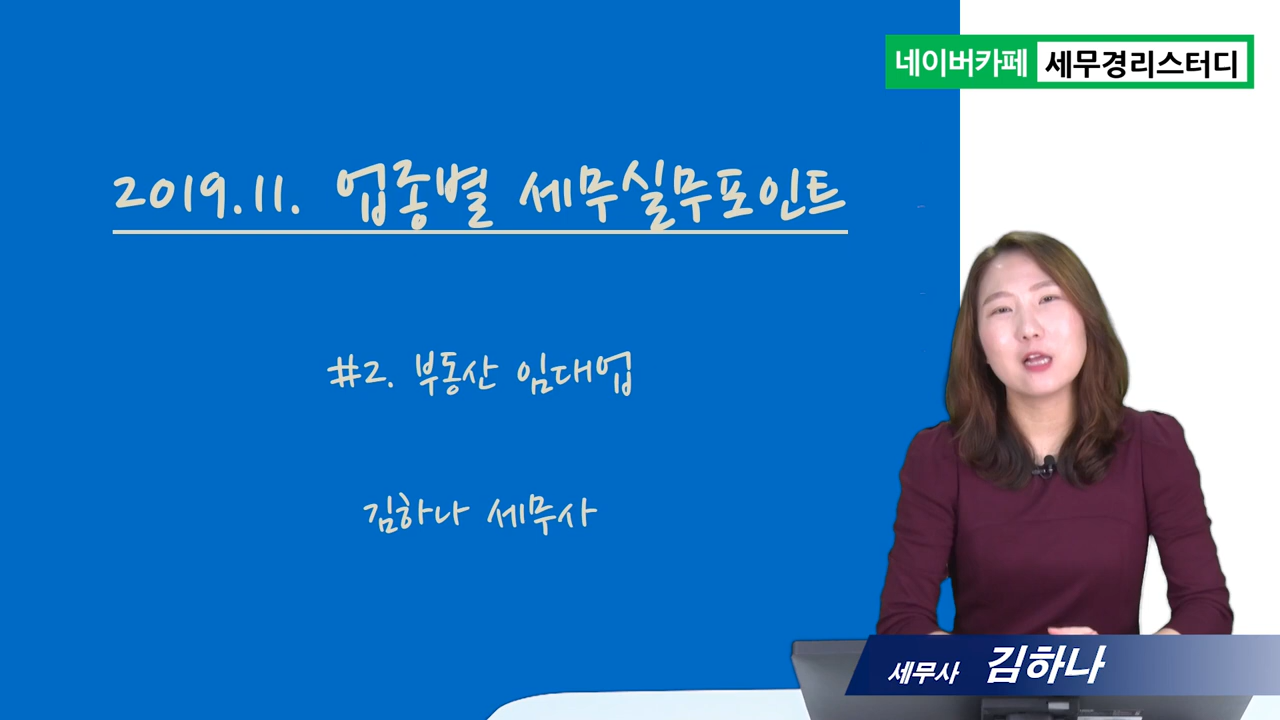 네이버카페 세무경리스터디
2019.11. 업종별 세무실무포인트
#2. 부동산 임대업
김하나 세무사
세무사 김하나